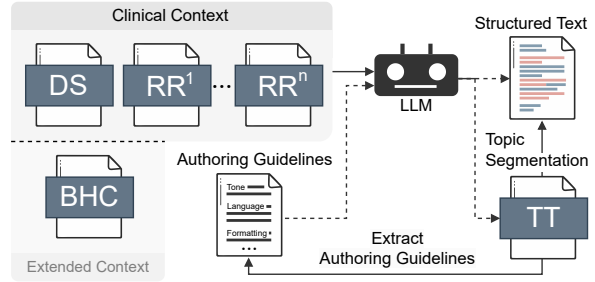 Clinical Context
DS
RR1
...
RRn
BHC
Extended Context
LLM
Structured Text
Authoring Guidelines
Tone
Language
Formatting
...
Topic
Segmentation
TT
Extract
Authoring Guidelines